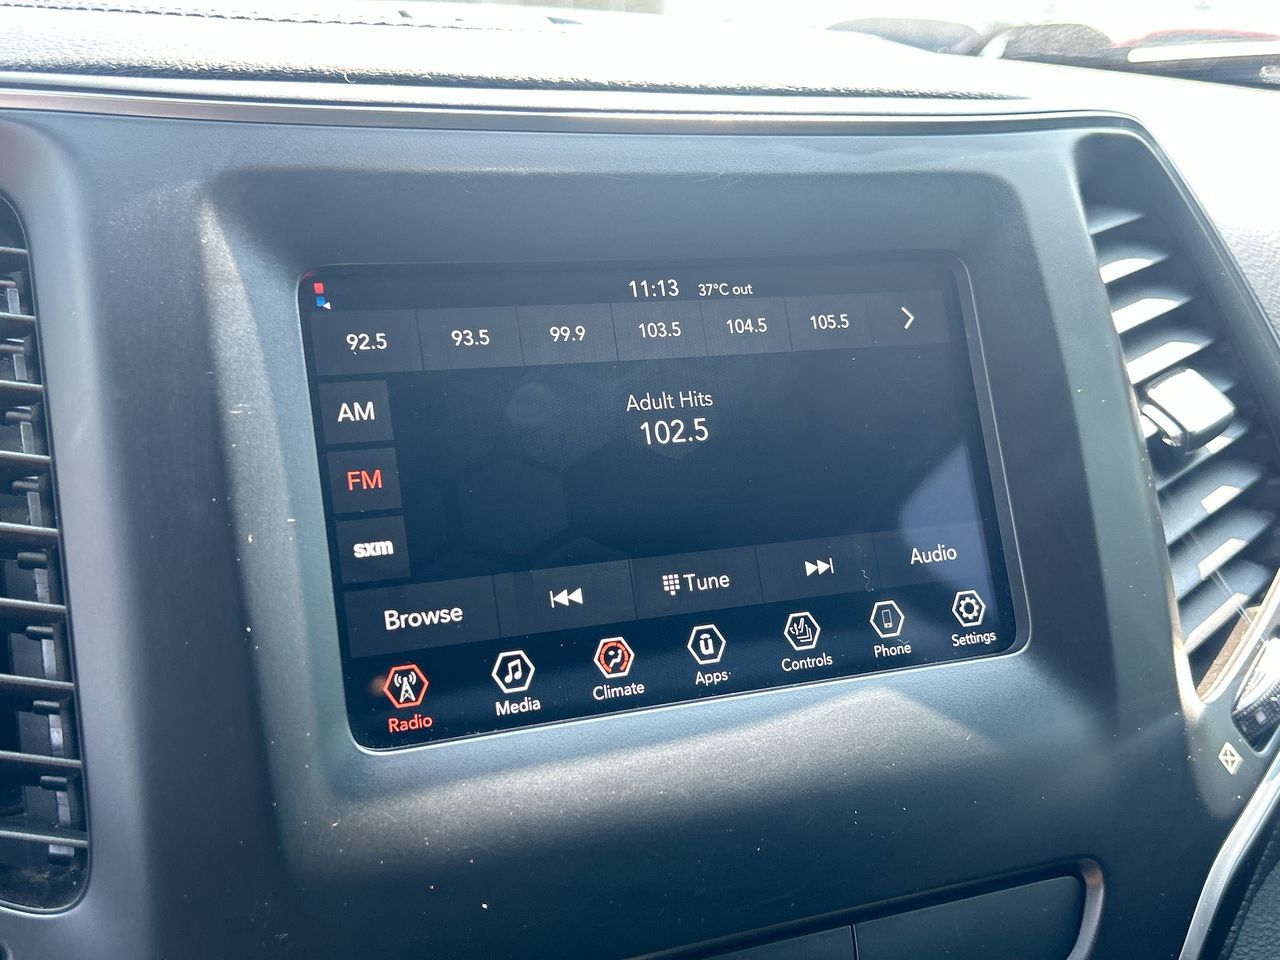 11:13 37°C out
92.5 93.5 99.9 103.5 104.5 105.5
AM
Adult Hits
102.5
FM
sxm
Browse Tune Audio
Radio Media Climate Apps Controls Phone Settings